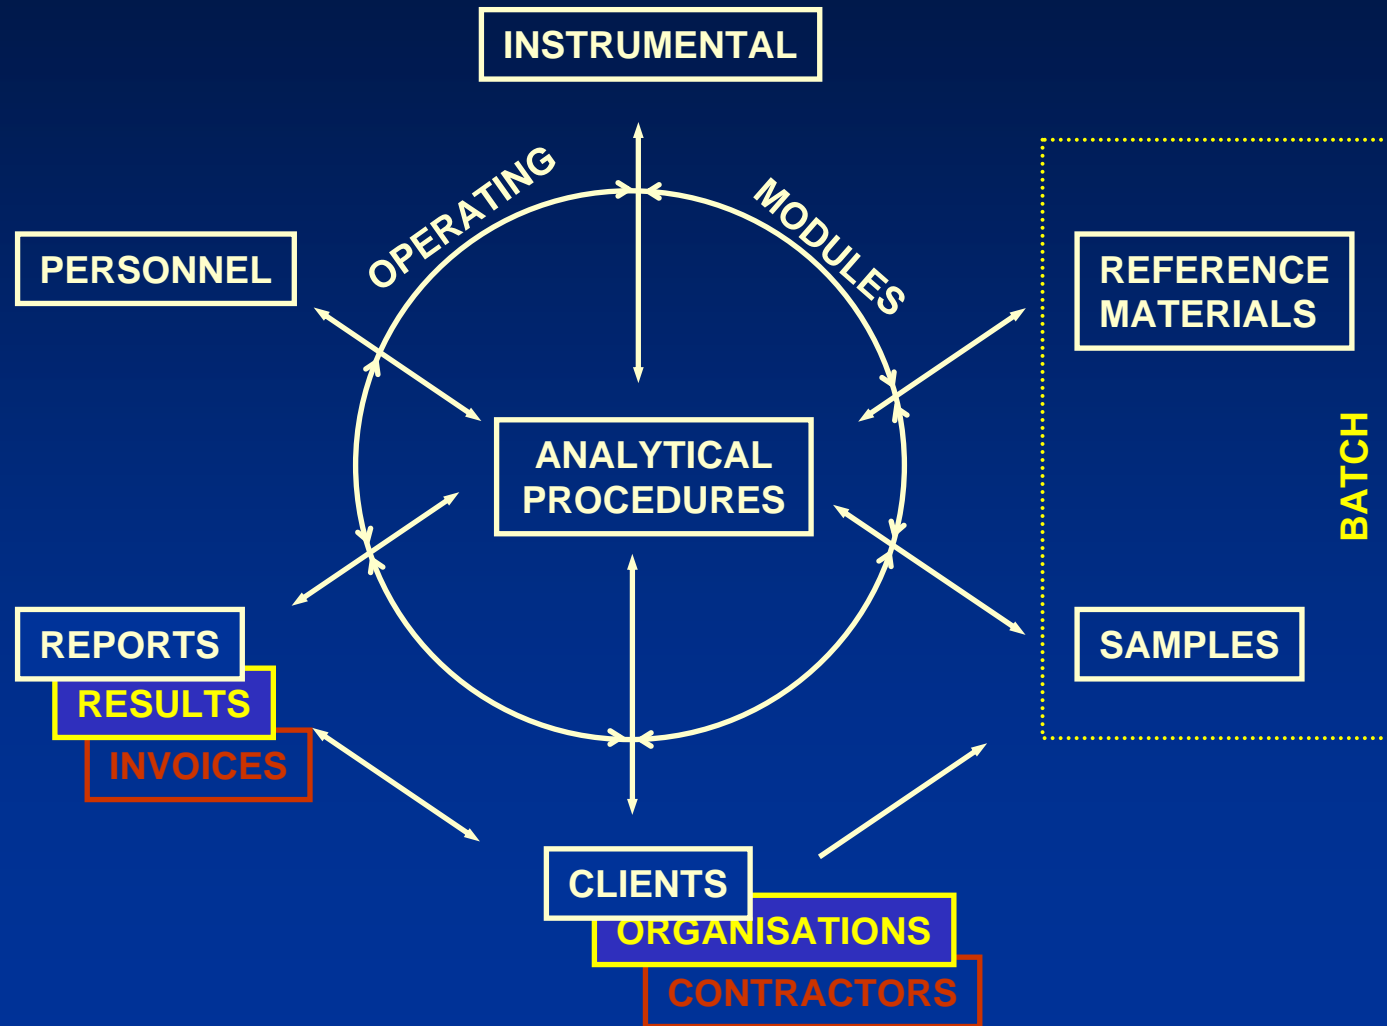 INSTRUMENTAL
OPERATING
MODULES
PERSONNEL
REFERENCE
MATERIALS
ANALYTICAL
PROCEDURES
BATCH
REPORTS
RESULTS
INVOICES
SAMPLES
CLIENTS
ORGANISATIONS
CONTRACTORS